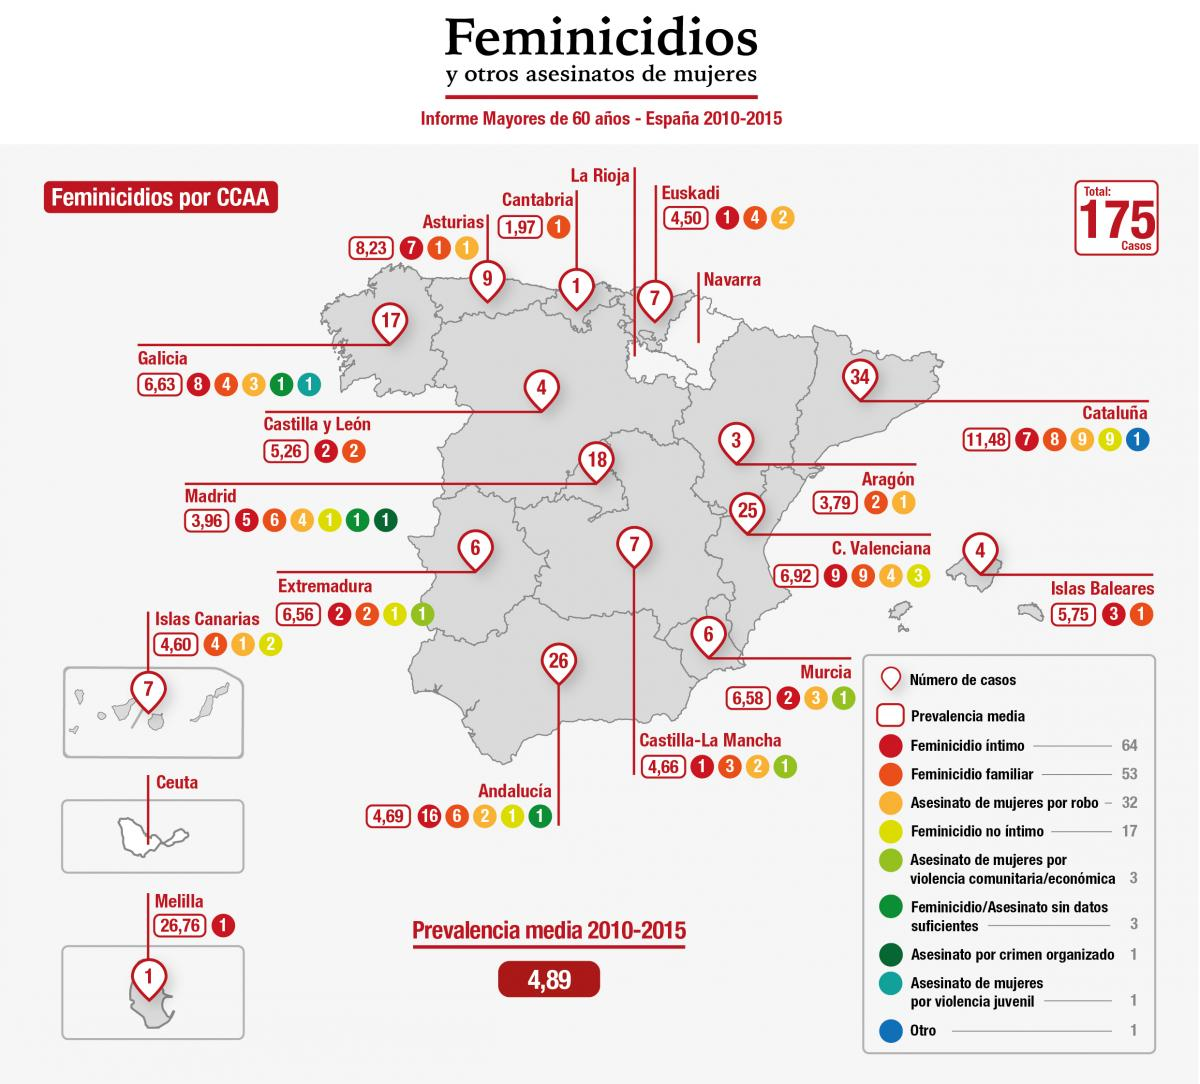 Feminicidios
y otros asesinatos de mujeres
Informe Mayores de 60 años - España 2010-2015
Feminicidios por CCAA
Total:
175
Casos
La Rioja
Cantabria
1,97 1
1
Euskadi
4,50 1 4 2
7
Asturias
8,23 7 1 1
9
Navarra
17
Galicia
6,63 8 4 3 1 1
4
Castilla y León
5,26 2 2
34
Cataluña
11,48 7 8 9 9 1
3
Aragón
3,79 2 1
18
Madrid
3,96 5 6 4 1 1 1
25
C. Valenciana
6,92 9 9 4 3
4
Islas Baleares
5,75 3 1
6
Extremadura
6,56 2 2 1 1
7
Castilla-La Mancha
4,66 1 3 2 1
6
Murcia
6,58 2 3 1
26
Andalucía
4,69 16 6 2 1 1
Islas Canarias
4,60 4 1 2
7
Ceuta
Melilla
26,76 1
1
Prevalencia media 2010-2015
4,89
Número de casos
Prevalencia media
Feminicidio íntimo 64
Feminicidio familiar 53
Asesinato de mujeres por robo 32
Feminicidio no íntimo 17
Asesinato de mujeres por
violencia comunitaria/económica 3
Feminicidio/Asesinato sin datos
suficientes 3
Asesinato por crimen organizado 1
Asesinato de mujeres
por violencia juvenil 1
Otro 1